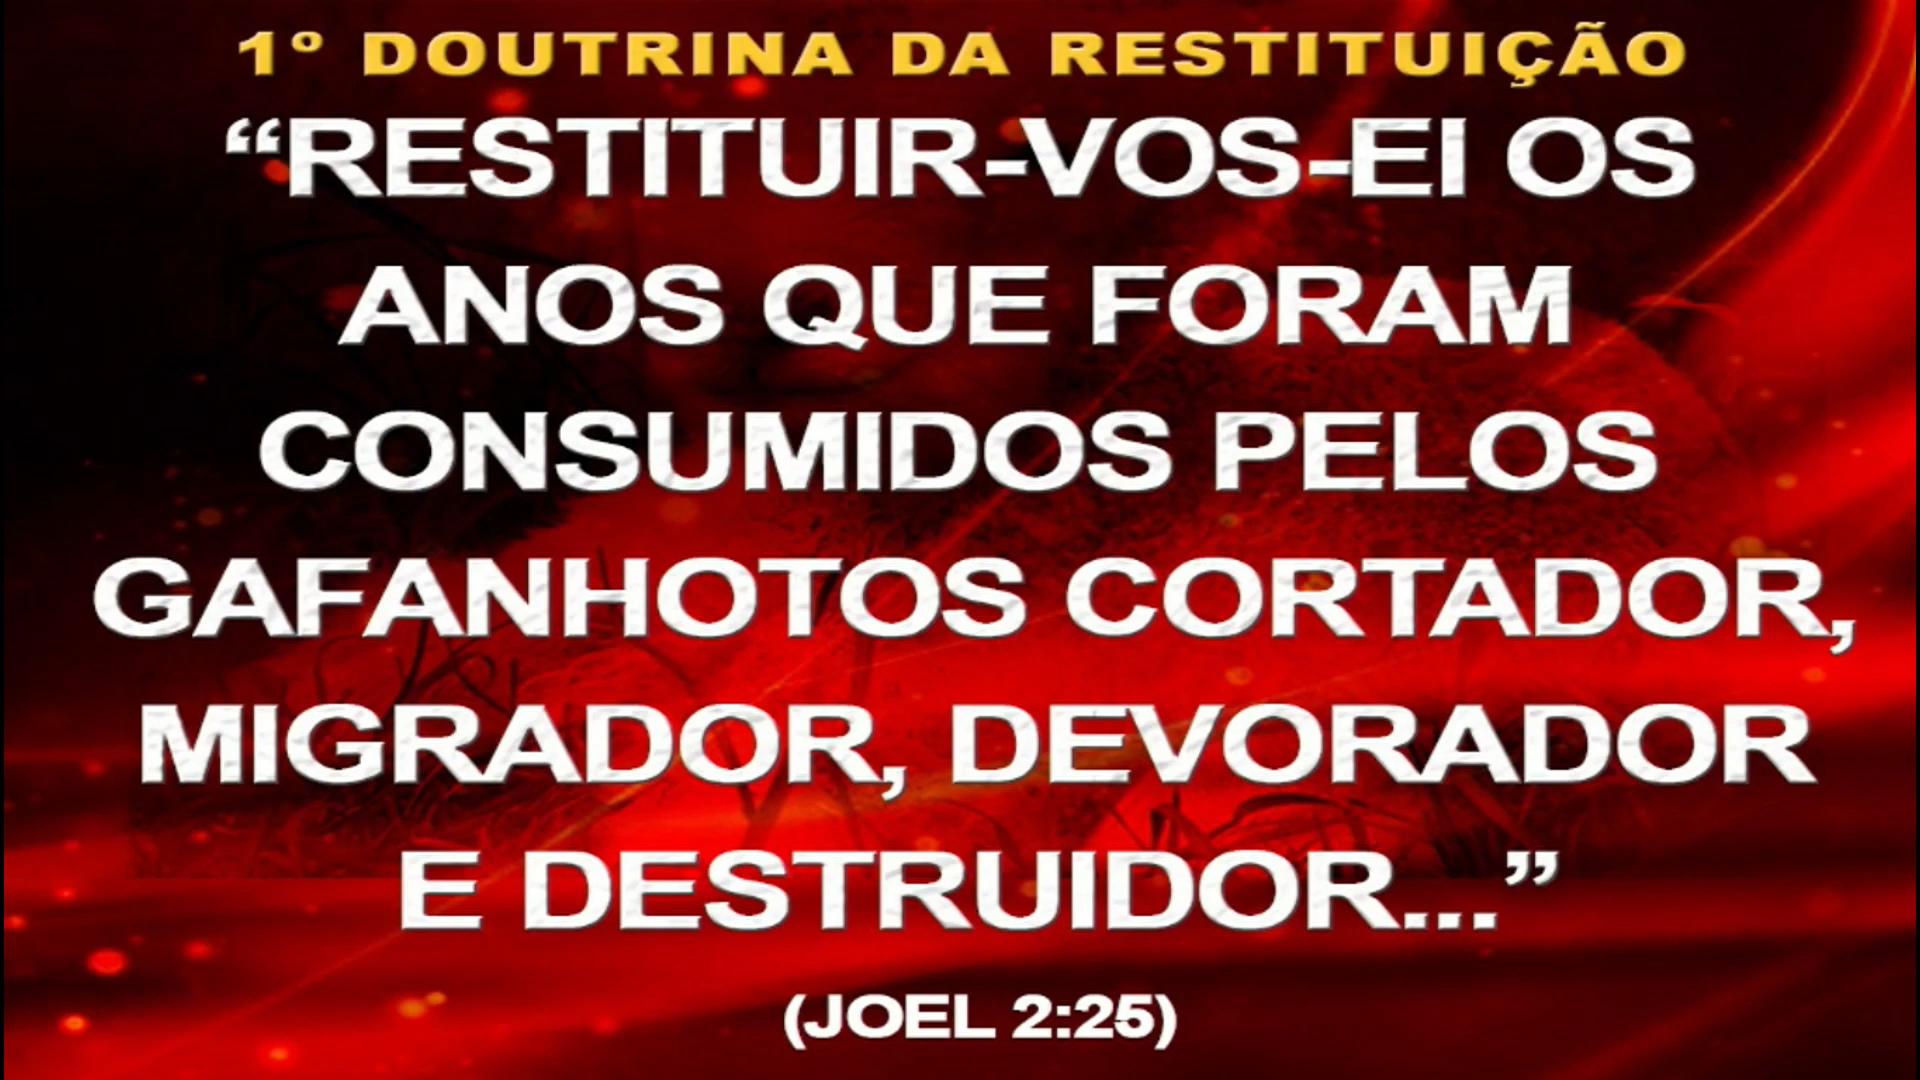 1º DOUTRINA DA RESTITUIÇÃO
“RESTITUIR-VOS-EI OS
ANOS QUE FORAM
CONSUMIDOS PELOS
GAFANHOTOS CORTADOR,
MIGRADOR, DEVORADOR
E DESTRUIDOR...”
(JOEL 2:25)